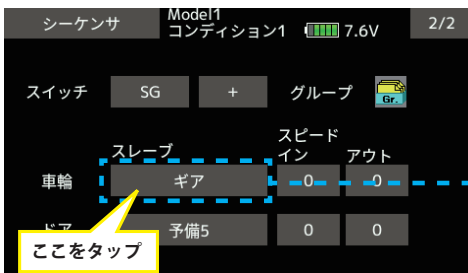 シーケンサ Model1 コンディション1 7.6V 2/2
スイッチ SG + グループ Gr.
スピード
スレーブ イン アウト
車輪 ギア 0 0
ドア 予備5 0 0
ここをタップ